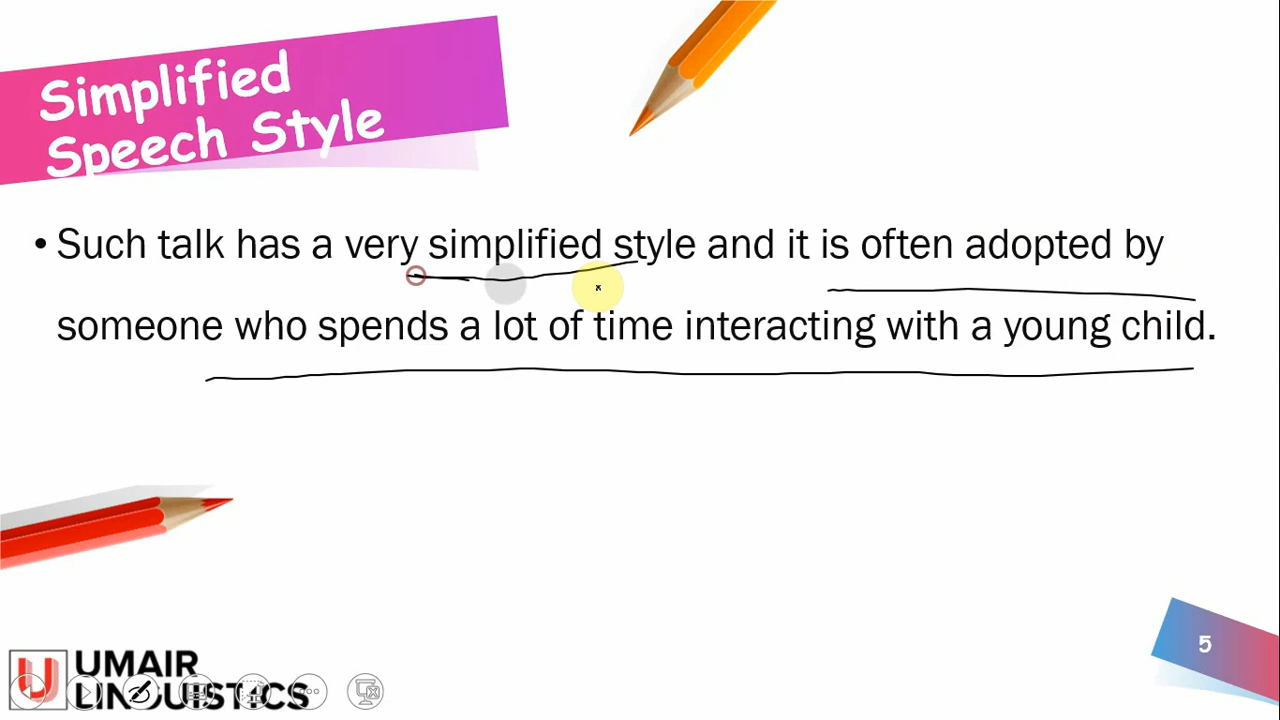 Simplified
Speech Style
• Such talk has a very simplified style and it is often adopted by
someone who spends a lot of time interacting with a young child.
5
U UMAIR
LINGUISTICS